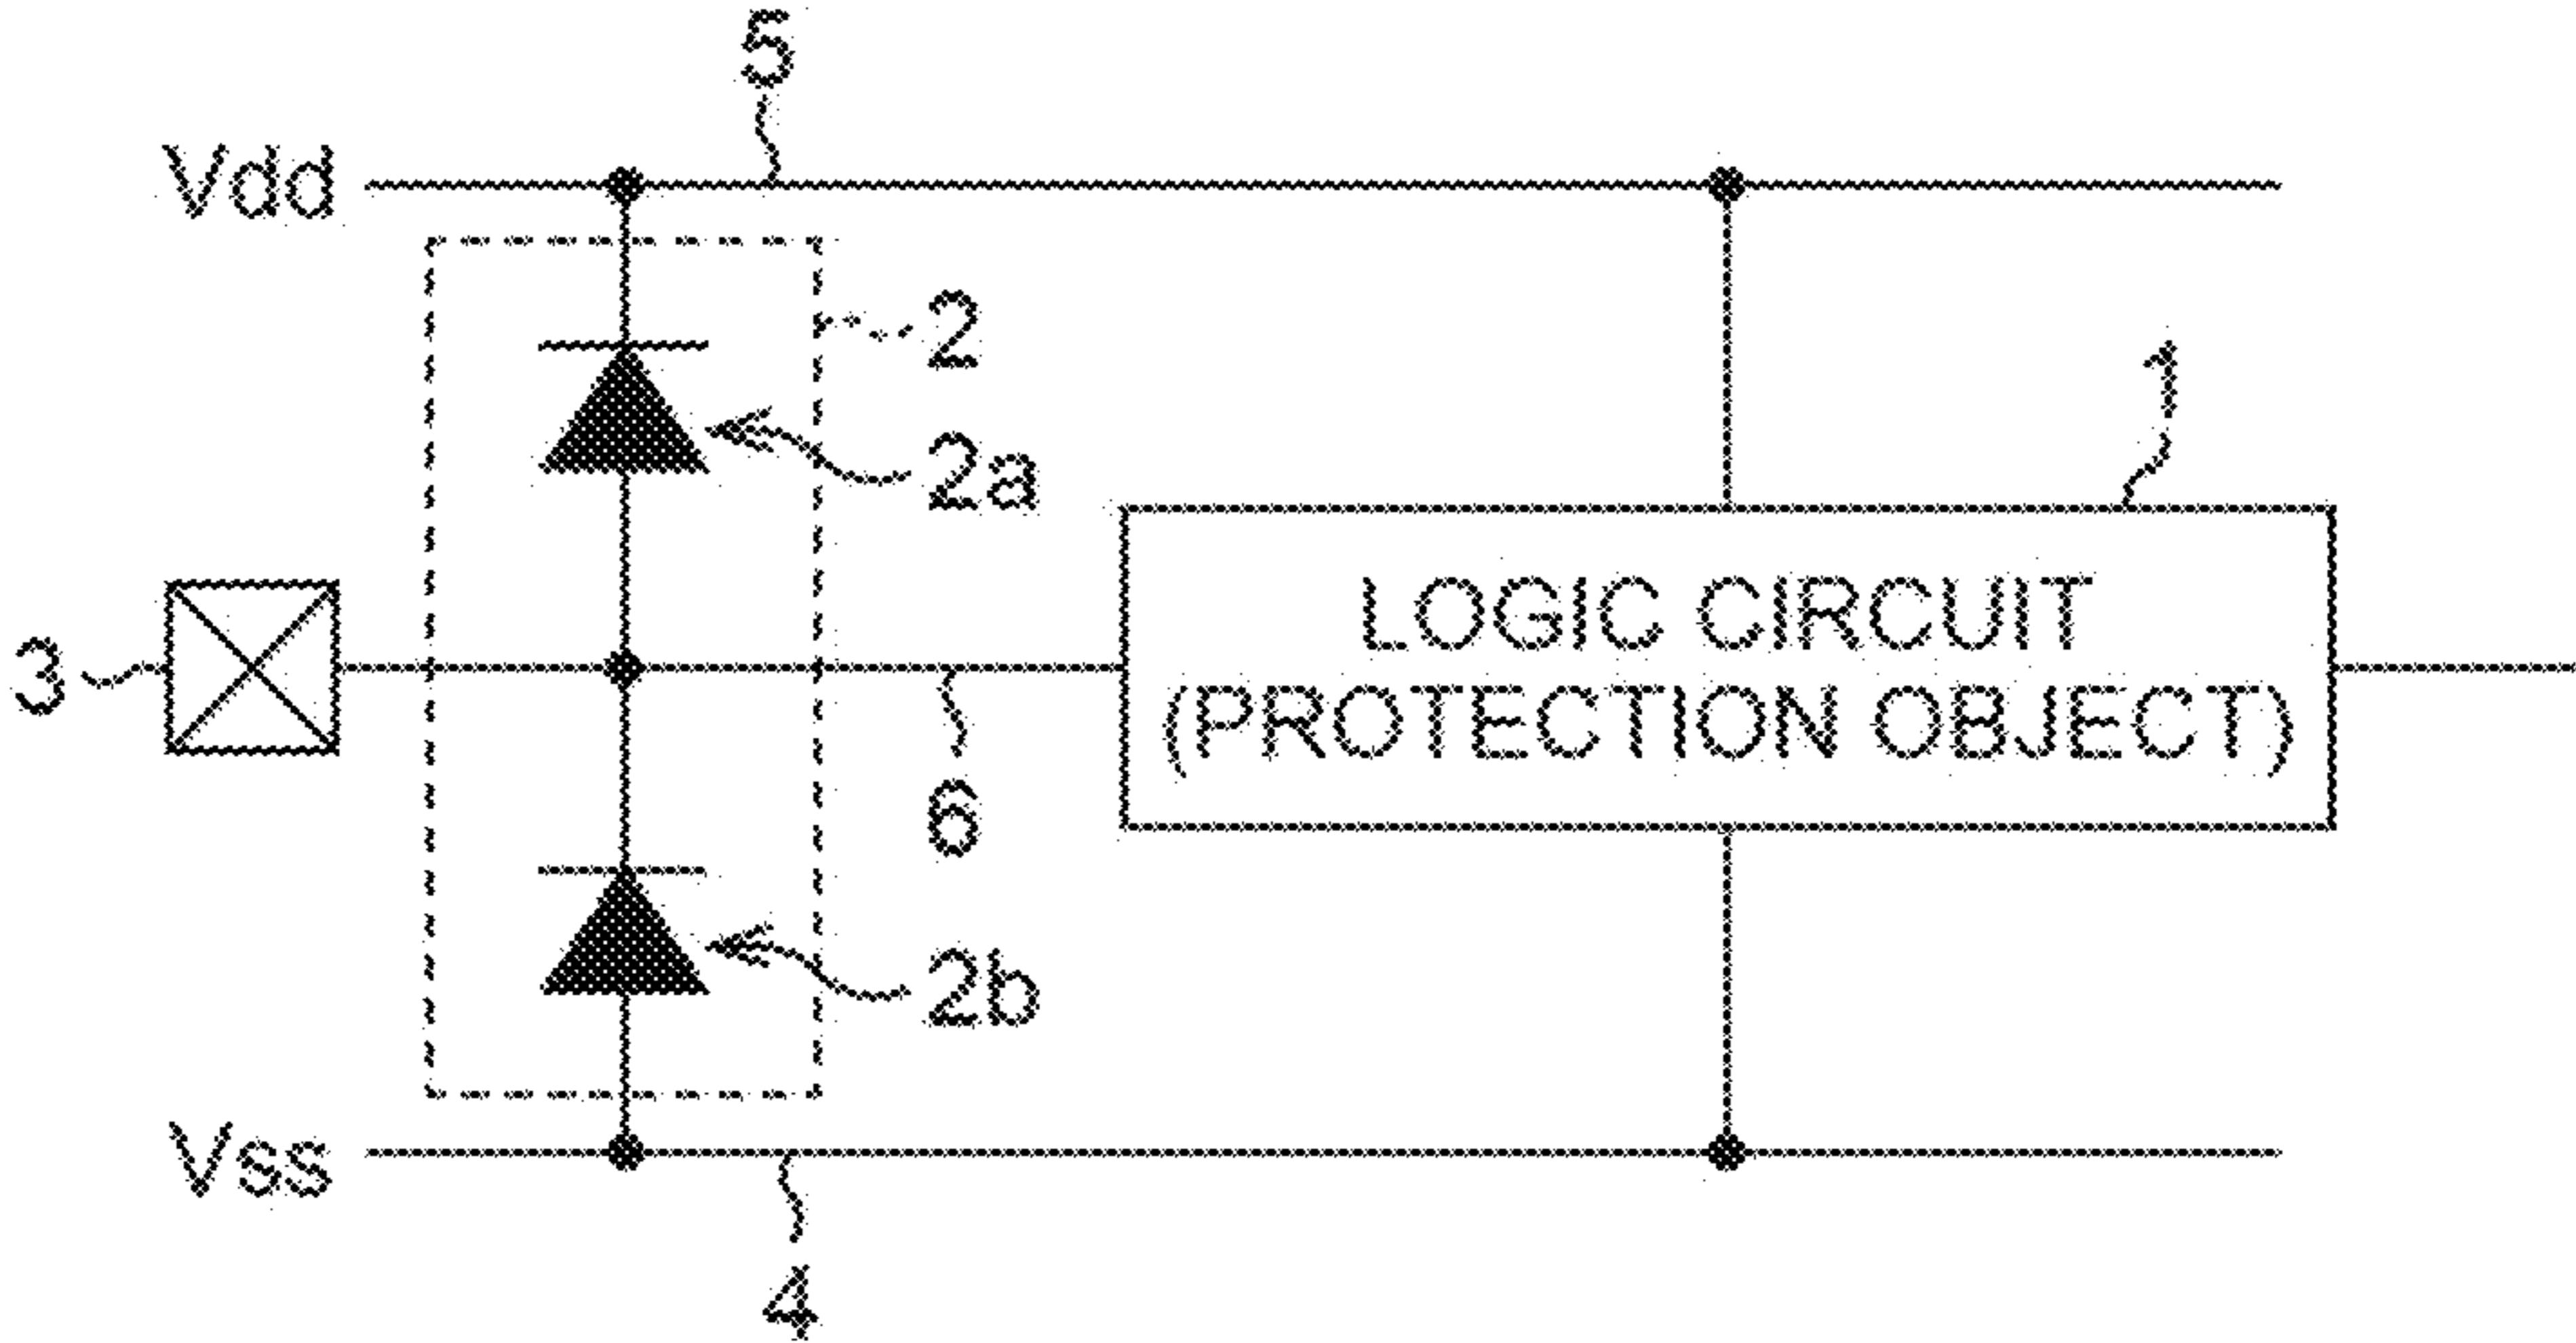 5
Vdd
2
1
2a
LOGIC CIRCUIT
3
(PROTECTION OBJECT)
6
2b
Vss
4